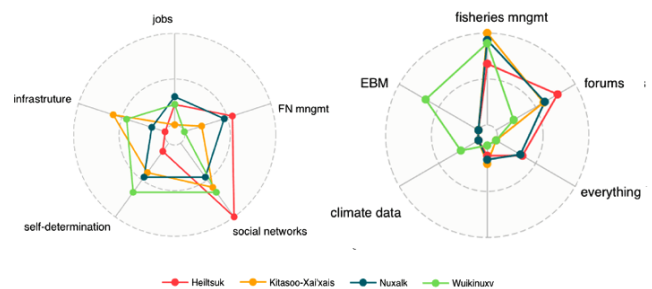 jobs
FN mngmt
social networks
self-determination
infrastruture
fisheries mngmt
forums
everything
climate data
EBM
Heiltsuk
Kitasoo-Xai'xais
Nuxalk
Wuikinuxv